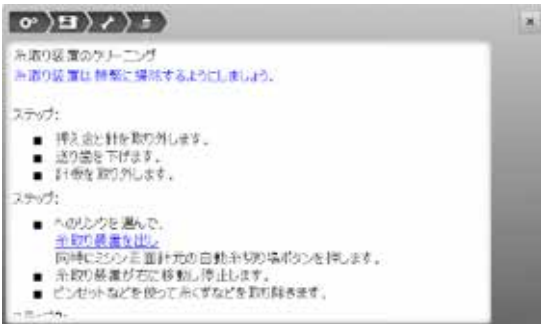 糸取り装置のクリーニング
糸取り装置は頻繁に掃除するようにしましょう。
ステップ:
■ 押え金と針を取り外します。
■ 送り歯を下げます。
■ 針板を取り外します。
ステップ:
■ へのリンクを選んで、
糸取り装置を出し
同時にミシン正面針元の自動糸切り ボタンを押します。
■ 糸取り装置が右に移動し停止します。
■ ピンセットなどを使って糸くずなどを取り除きます。